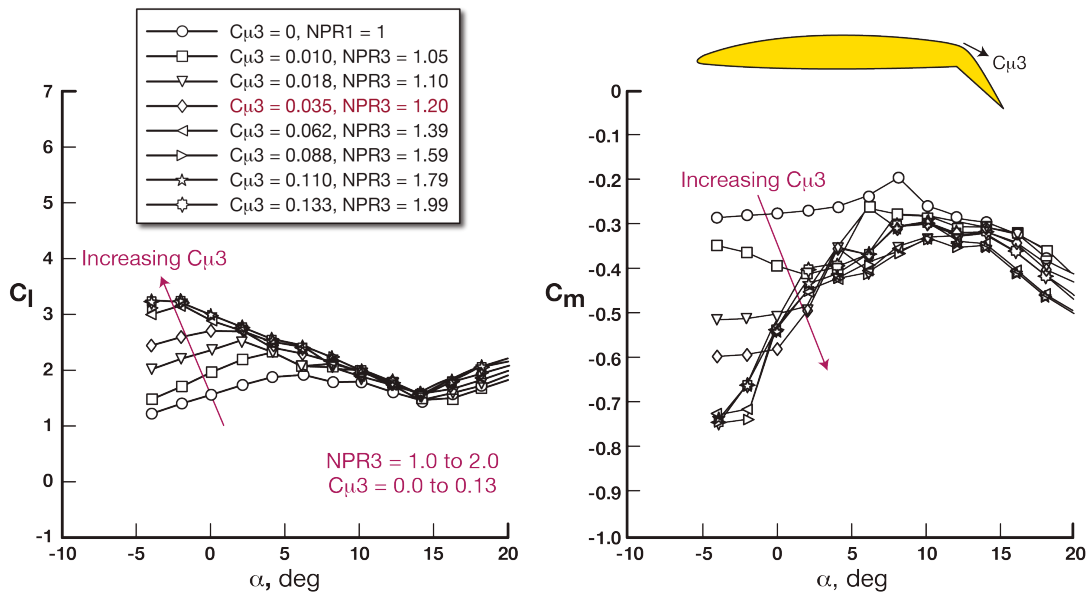 Cμ3 = 0, NPR1 = 1
Cμ3 = 0.010, NPR3 = 1.05
Cμ3 = 0.018, NPR3 = 1.10
Cμ3 = 0.035, NPR3 = 1.20
Cμ3 = 0.062, NPR3 = 1.39
Cμ3 = 0.088, NPR3 = 1.59
Cμ3 = 0.110, NPR3 = 1.79
Cμ3 = 0.133, NPR3 = 1.99
7
6
5
4
3
2
1
0
-1
Cl
Increasing Cμ3
NPR3 = 1.0 to 2.0
Cμ3 = 0.0 to 0.13
-10
-5
0
5
10
15
20
α, deg
Cμ3
0
-0.1
-0.2
-0.3
-0.4
-0.5
-0.6
-0.7
-0.8
-0.9
-1.0
Cm
Increasing Cμ3
-10
-5
0
5
10
15
20
α, deg